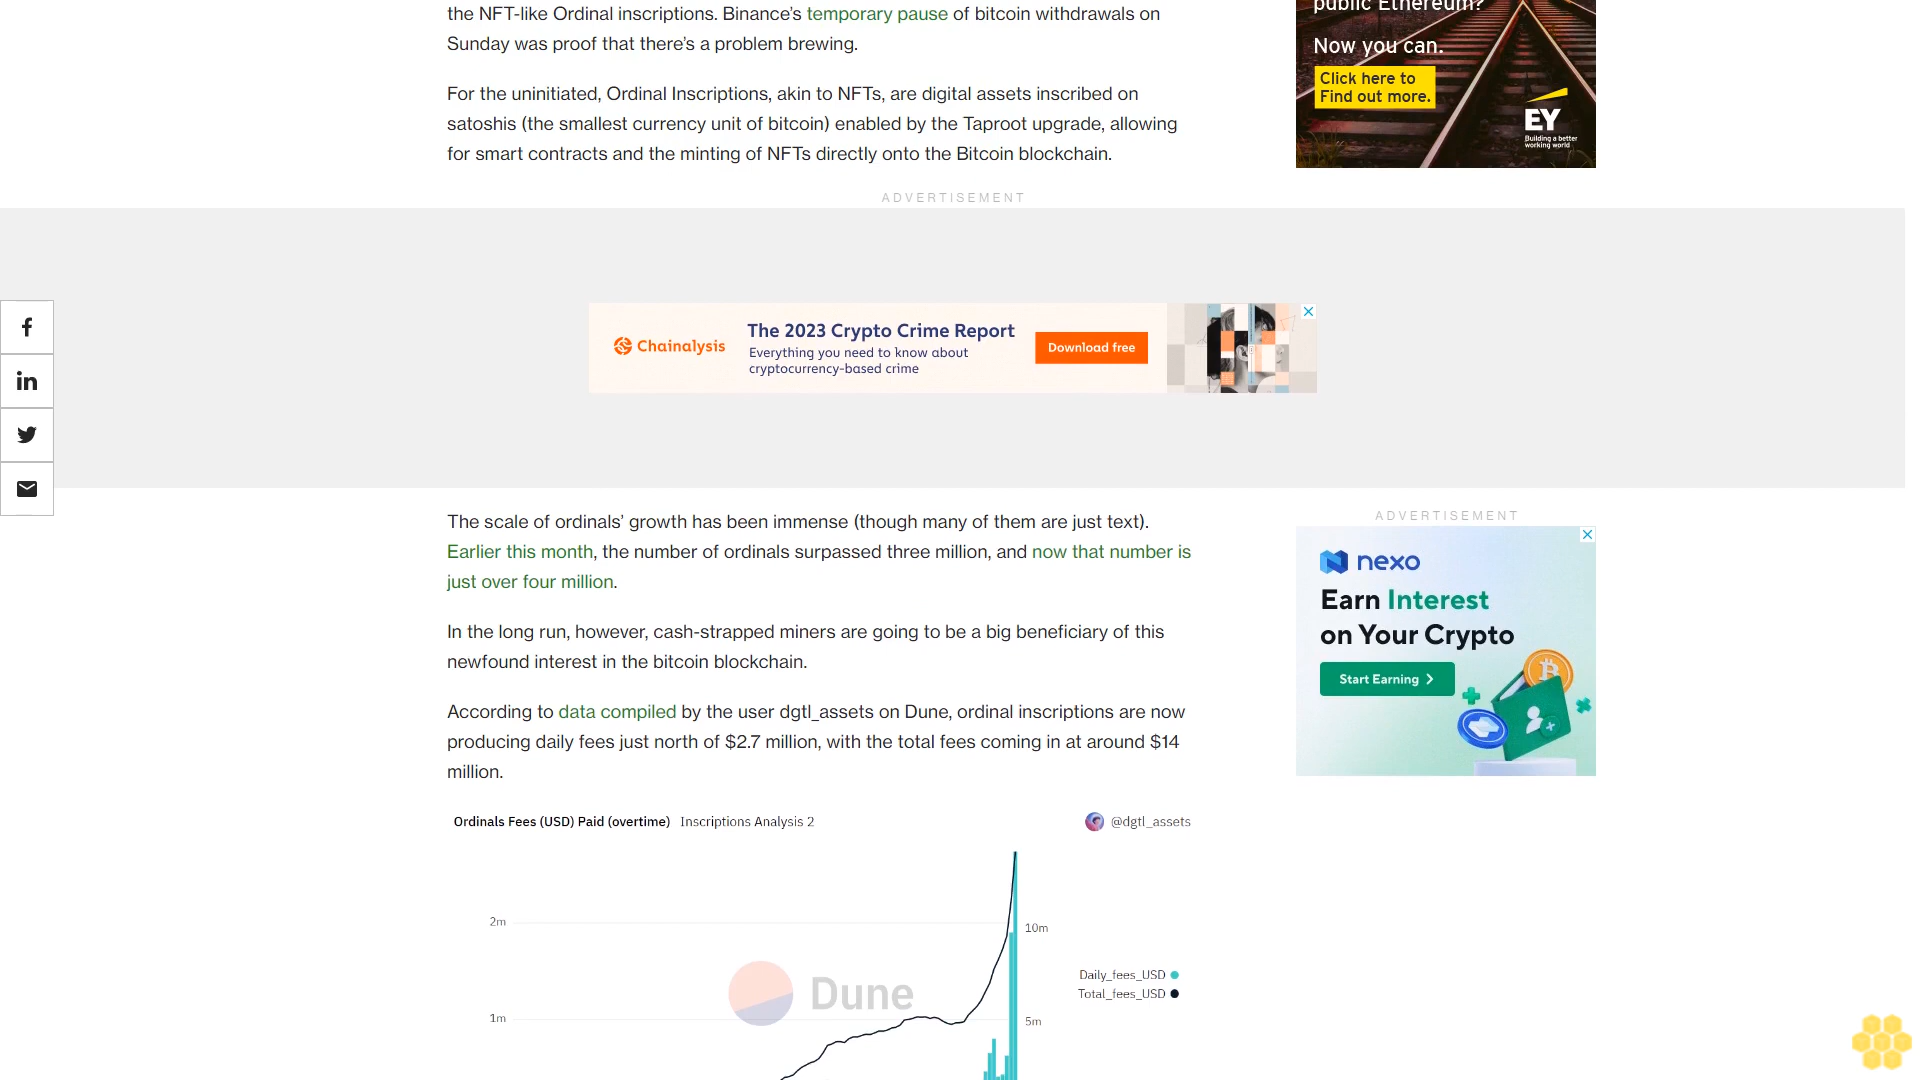 the NFT-like Ordinal inscriptions. Binance's temporary pause of bitcoin withdrawals on
Sunday was proof that there's a problem brewing.
For the uninitiated, Ordinal Inscriptions, akin to NFTs, are digital assets inscribed on
satoshis (the smallest currency unit of bitcoin) enabled by the Taproot upgrade, allowing
for smart contracts and the minting of NFTs directly onto the Bitcoin blockchain.
public Ethereum?
Now you can.
Click here to
Find out more.
EY
Building a better
working world
ADVERTISEMENT
Chainalysis
The 2023 Crypto Crime Report
Everything you need to know about
cryptocurrency-based crime
Download free
The scale of ordinals' growth has been immense (though many of them are just text).
Earlier this month, the number of ordinals surpassed three million, and now that number is
just over four million.
In the long run, however, cash-strapped miners are going to be a big beneficiary of this
newfound interest in the bitcoin blockchain.
According to data compiled by the user dgtl_assets on Dune, ordinal inscriptions are now
producing daily fees just north of $2.7 million, with the total fees coming in at around $14
million.
ADVERTISEMENT
nexo
Earn Interest
on Your Crypto
Start Earning
Ordinals Fees (USD) Paid (overtime) Inscriptions Analysis 2
@dgtl_assets
2m
10m
Dune
Daily_fees_USD
Total_fees_USD
1m
5m